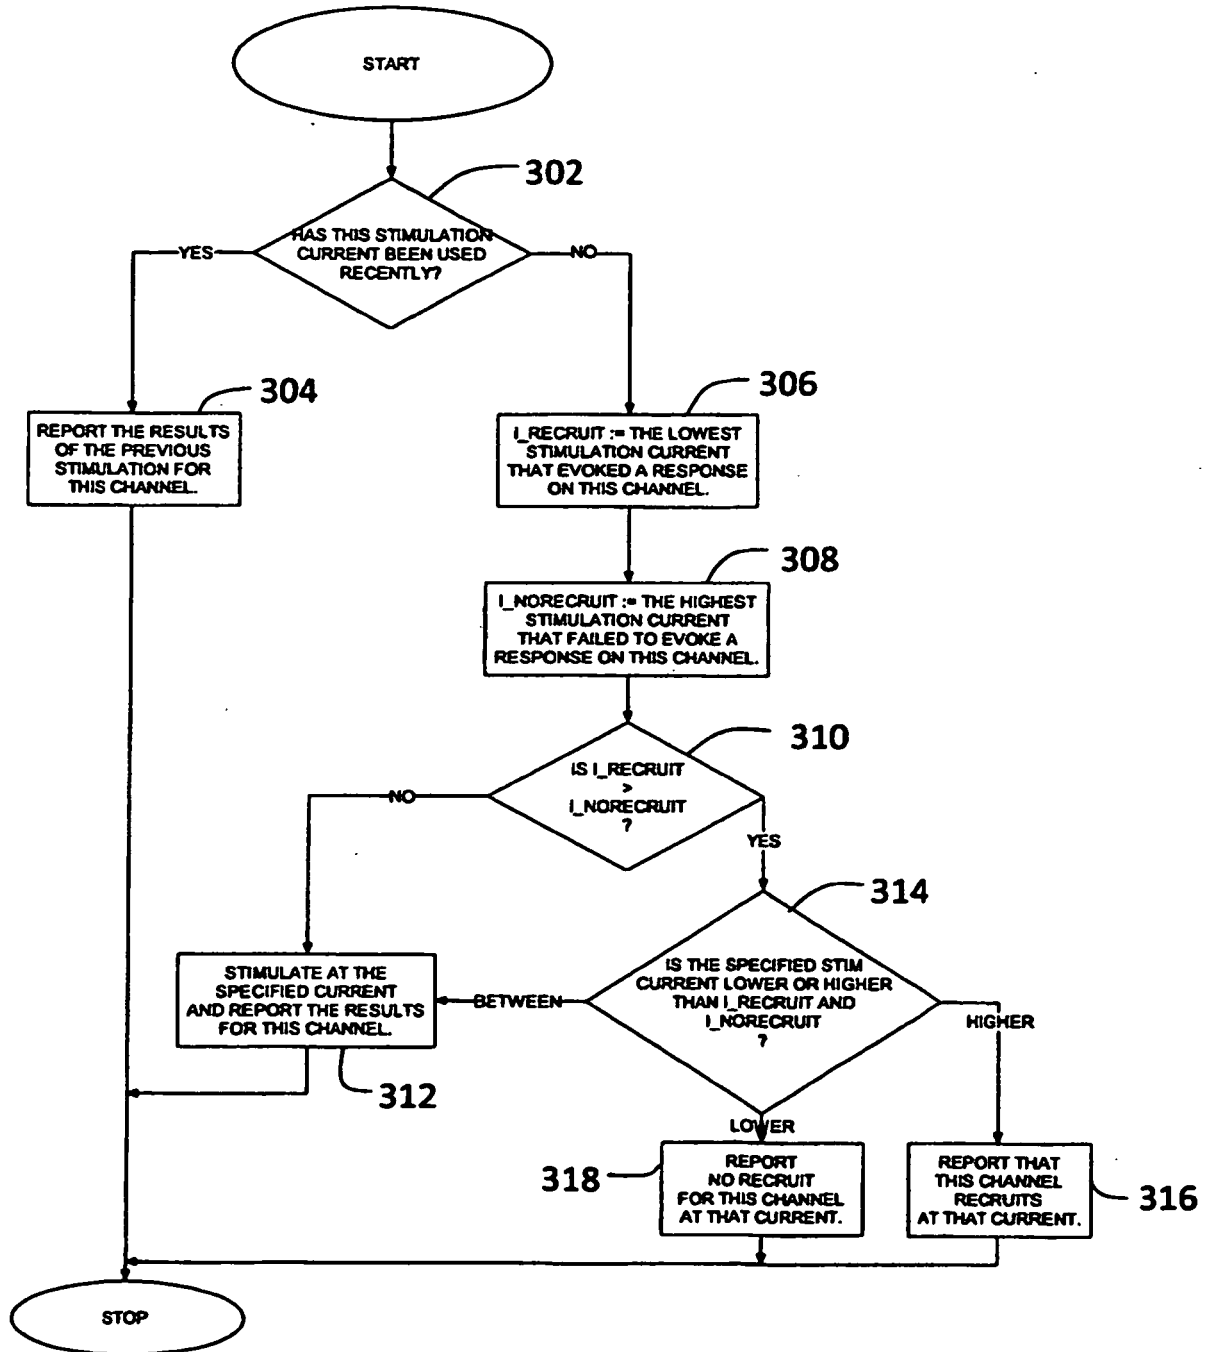 START
302
HAS THIS STIMULATION
CURRENT BEEN USED
RECENTLY?
YES
NO
304
REPORT THE RESULTS
OF THE PREVIOUS
STIMULATION FOR
THIS CHANNEL.
306
I_RECRUIT := THE LOWEST
STIMULATION CURRENT
THAT EVOKED A RESPONSE
ON THIS CHANNEL.
308
I_NORECRUIT := THE HIGHEST
STIMULATION CURRENT
THAT FAILED TO EVOKE A
RESPONSE ON THIS CHANNEL.
310
IS I_RECRUIT
>
I_NORECRUIT
?
NO
YES
314
IS THE SPECIFIED STIM
CURRENT LOWER OR HIGHER
THAN I_RECRUIT AND
I_NORECRUIT
?
BETWEEN
HIGHER
LOWER
STIMULATE AT THE
SPECIFIED CURRENT
AND REPORT THE RESULTS
FOR THIS CHANNEL.
312
318
REPORT
NO RECRUIT
FOR THIS CHANNEL
AT THAT CURRENT.
REPORT THAT
THIS CHANNEL
RECRUITS
AT THAT CURRENT.
316
STOP